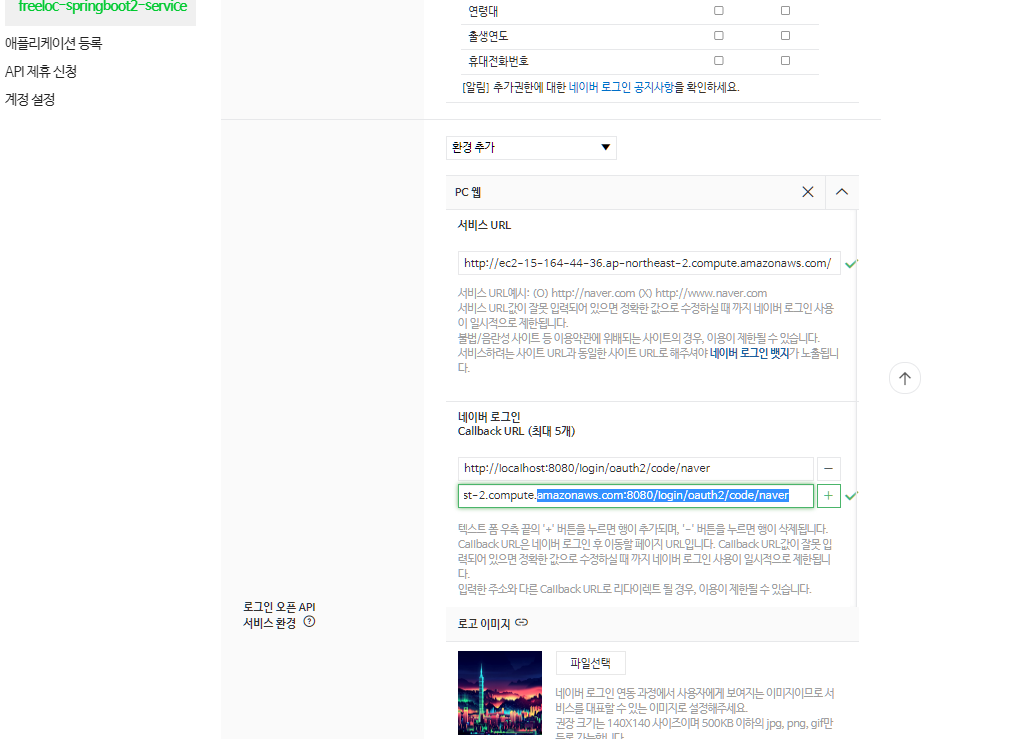 freeloc-springboot2-service
애플리케이션 등록
API 제휴 신청
계정 설정
연령대
출생연도
휴대전화번호
[알림] 추가권한에 대한 네이버 로그인 공지사항을 확인하세요.
환경 추가
PC 웹
서비스 URL
http://ec2-15-164-44-36.ap-northeast-2.compute.amazonaws.com/
서비스 URL예시: (O) http://naver.com (X) http://www.naver.com
서비스 URL값이 잘못 입력되어 있으면 정확한 값으로 수정하실 때 까지 네이버 로그인 사용
이 일시적으로 제한됩니다.
불법/음란성 사이트 등 이용약관에 위배되는 사이트의 경우, 이용이 제한될 수 있습니다.
서비스하려는 사이트 URL과 동일한 사이트 URL로 해주셔야 네이버 로그인 뱃지가 노출됩니
다.
네이버 로그인
Callback URL (최대 5개)
http://localhost:8080/login/oauth2/code/naver
st-2.compute.amazonaws.com:8080/login/oauth2/code/naver
텍스트 폼 우측 끝의 '+' 버튼을 누르면 행이 추가되며, '-' 버튼을 누르면 행이 삭제됩니다.
Callback URL은 네이버 로그인 후 이동할 페이지 URL입니다. Callback URL값이 잘못 입
력되어 있으면 정확한 값으로 수정하실 때 까지 네이버 로그인 사용이 일시적으로 제한됩니
다.
입력한 주소와 다른 Callback URL로 리다이렉트 될 경우, 이용이 제한될 수 있습니다.
로그인 오픈 API
서비스 환경
로고 이미지
파일선택
네이버 로그인 연동 과정에서 사용자에게 보여지는 이미지이므로 서
비스를 대표할 수 있는 이미지로 설정해주세요.
권장 크기는 140X140 사이즈이며 500KB 이하의 jpg, png, gif만
등록 가능합니다.